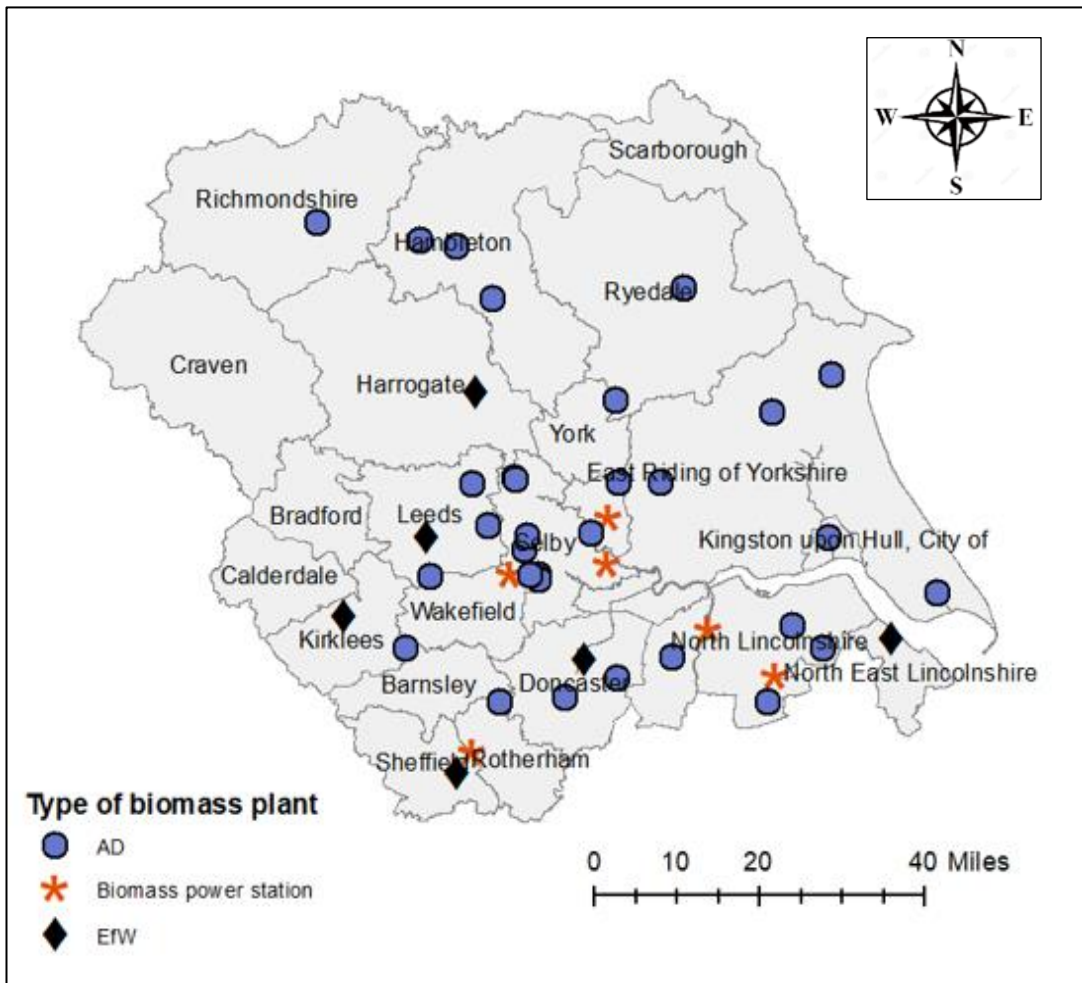 N
W E
S
Scarborough
Richmondshire
Hambleton
Ryedale
Craven
Harrogate
York
East Riding of Yorkshire
Bradford
Leeds
Selby
Kingston upon Hull, City of
Calderdale
Wakefield
Kirklees
North Lincolnshire
North East Lincolnshire
Barnsley
Doncaster
Sheffield
Rotherham
Type of biomass plant
AD
Biomass power station
EfW
0 10 20 40 Miles